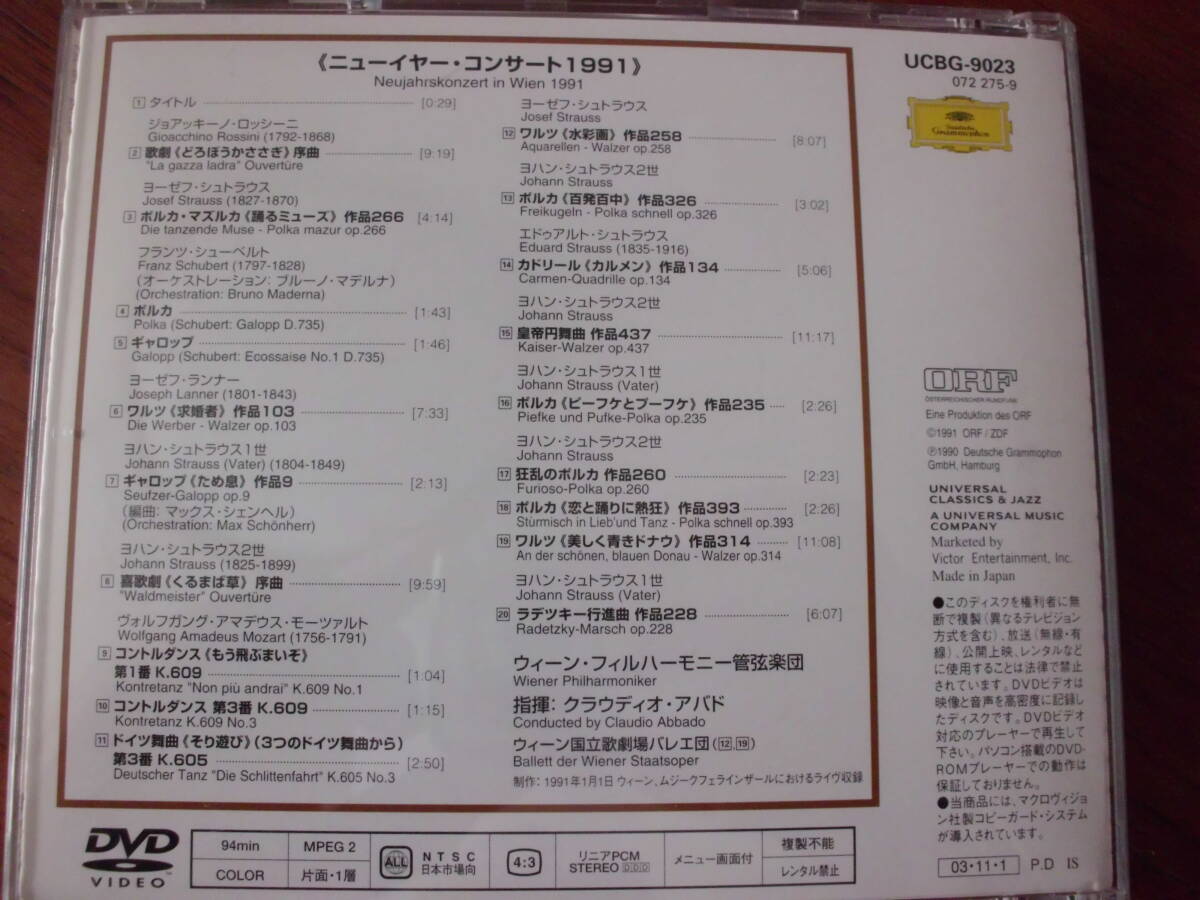 《ニューイヤー・コンサート1991》
Neujahrskonzert in Wien 1991
1 タイトル [0:29]
ジョアッキーノ・ロッシーニ
Gioacchino Rossini (1792-1868)
2 歌劇《どろぼうかささぎ》序曲 [9:19]
"La gazza ladra" Ouvertüre
ヨーゼフ・シュトラウス
Josef Strauss (1827-1870)
3 ポルカ・マズルカ《踊るミューズ》作品266 [4:14]
Die tanzende Muse - Polka mazur op.266
フランツ・シューベルト
Franz Schubert (1797-1828)
(オーケストレーション: ブルーノ・マデルナ)
(Orchestration: Bruno Maderna)
4 ポルカ [1:43]
Polka (Schubert: Galopp D.735)
5 ギャロップ [1:46]
Galopp (Schubert: Ecossaise No.1 D.735)
ヨーゼフ・ランナー
Joseph Lanner (1801-1843)
6 ワルツ《求婚者》作品103 [7:33]
Die Werber - Walzer op.103
ヨハン・シュトラウス1世
Johann Strauss (Vater) (1804-1849)
7 ギャロップ《ため息》作品9 [2:13]
Seufzer-Galopp op.9
(編曲: マックス・シェンヘル)
(Orchestration: Max Schönherr)
ヨハン・シュトラウス2世
Johann Strauss (1825-1899)
8 喜歌劇《くるまば草》序曲 [9:59]
"Waldmeister" Ouvertüre
ヴォルフガング・アマデウス・モーツァルト
Wolfgang Amadeus Mozart (1756-1791)
9 コントルダンス《もう飛ぶまいぞ》
第1番 K.609 [1:04]
Kontretanz "Non più andrai" K.609 No.1
10 コントルダンス 第3番 K.609 [1:15]
Kontretanz K.609 No.3
11 ドイツ舞曲《そり遊び》(3つのドイツ舞曲から)
第3番 K.605 [2:50]
Deutscher Tanz "Die Schlittenfahrt" K.605 No.3
ヨーゼフ・シュトラウス
Josef Strauss
12 ワルツ《水彩画》作品258 [8:07]
Aquarellen - Walzer op.258
ヨハン・シュトラウス2世
Johann Strauss
13 ポルカ《百発百中》作品326 [3:02]
Freikugeln - Polka schnell op.326
エドゥアルト・シュトラウス
Eduard Strauss (1835-1916)
14 カドリール《カルメン》作品134 [5:06]
Carmen-Quadrille op.134
ヨハン・シュトラウス2世
Johann Strauss
15 皇帝円舞曲 作品437 [11:17]
Kaiser-Walzer op.437
ヨハン・シュトラウス1世
Johann Strauss (Vater)
16 ポルカ《ピーフケとプーフケ》作品235 [2:26]
Piefke und Pufke-Polka op.235
ヨハン・シュトラウス2世
Johann Strauss
17 狂乱のポルカ 作品260 [2:23]
Furioso-Polka op.260
18 ポルカ《恋と踊りに熱狂》作品393 [2:26]
Stürmisch in Lieb'und Tanz - Polka schnell op.393
19 ワルツ《美しく青きドナウ》作品314 [11:08]
An der schönen, blauen Donau - Walzer op.314
ヨハン・シュトラウス1世
Johann Strauss (Vater)
20 ラデツキー行進曲 作品228 [6:07]
Radetzky-Marsch op.228
ウィーン・フィルハーモニー管弦楽団
Wiener Philharmoniker
指揮: クラウディオ・アバド
Conducted by Claudio Abbado
ウィーン国立歌劇場バレエ団(12, 19)
Ballett der Wiener Staatsoper
制作: 1991年1月1日 ウィーン、ムジークフェラインザールにおけるライヴ収録
UCBG-9023
072 275-9
Deutsche
Grammophon
ORF
ÖSTERREICHISCHER RUNDFUNK
Eine Produktion des ORF
©1991 ORF/ZDF
℗1990 Deutsche Grammophon
GmbH, Hamburg
UNIVERSAL
CLASSICS & JAZZ
A UNIVERSAL MUSIC
COMPANY
Marketed by
Victor Entertainment, Inc.
Made in Japan
●このディスクを権利者に無
断で複製(異なるテレビジョン
方式を含む)、放送(無線・有
線)、公開上映、レンタルなど
に使用することは法律で禁止
されています。DVDビデオは
映像と音声を高密度に記録し
たディスクです。DVDビデオ
対応のプレーヤーで再生して
下さい。パソコン搭載のDVD-
ROMプレーヤーでの動作は
保証しておりません。
●当商品には、マクロヴィジョ
ン社製コピーガード・システム
が導入されています。
03・11・1 P.D IS
DVD
VIDEO
94min
COLOR
MPEG 2
片面・1層
ALL
NTSC
日本市場向
4:3
リニアPCM
STEREO DDD
メニュー画面付
複製不能
レンタル禁止